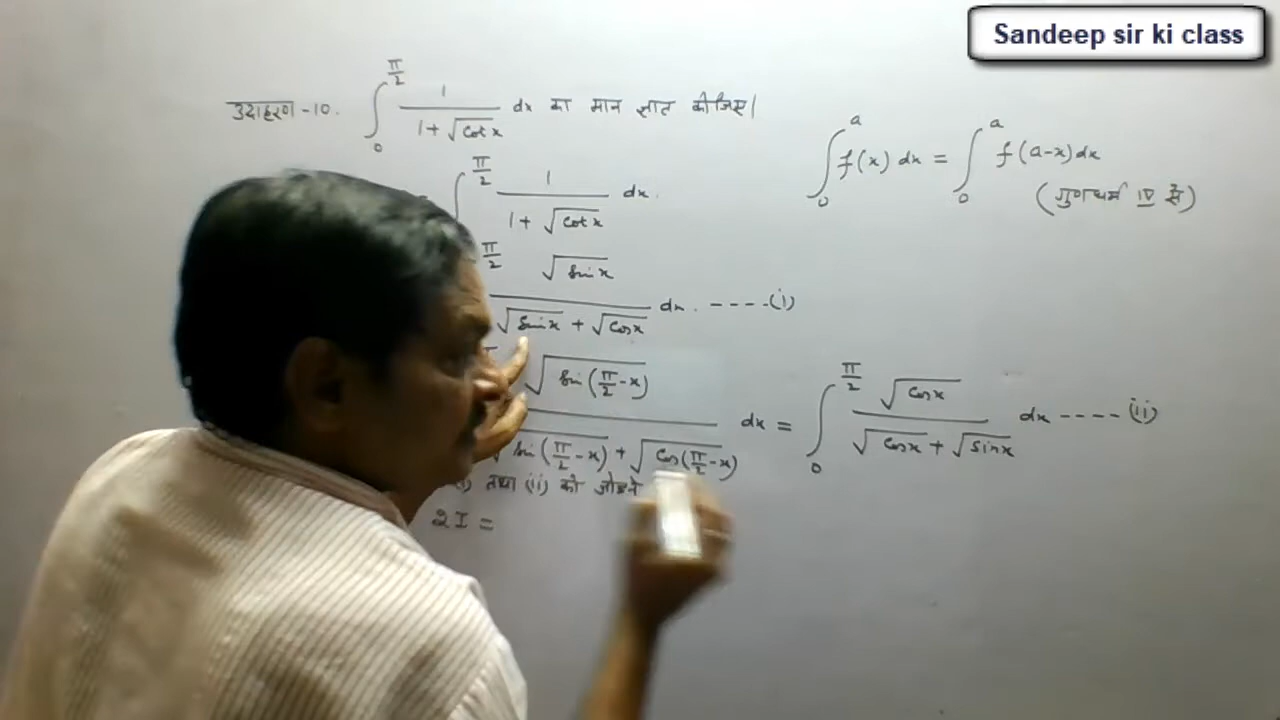 Sandeep sir ki class
उदाहरण-10. ∫₀^(π/2) 1/(1+√cot x) dx का मान ज्ञात कीजिए।
∫₀^a f(x) dx = ∫₀^a f(a-x)dx
(गुणधर्म IV से)
∫^(π/2) 1/(1+√cot x) dx.
π/2 √sin x/(√sin x + √cos x) dx. ----(i)
√sin(π/2-x)/(√sin(π/2-x) + √cos(π/2-x)) dx = ∫₀^(π/2) √cos x/(√cos x + √sin x) dx ----(ii)
तथा (ii) को जोड़ने
2I =